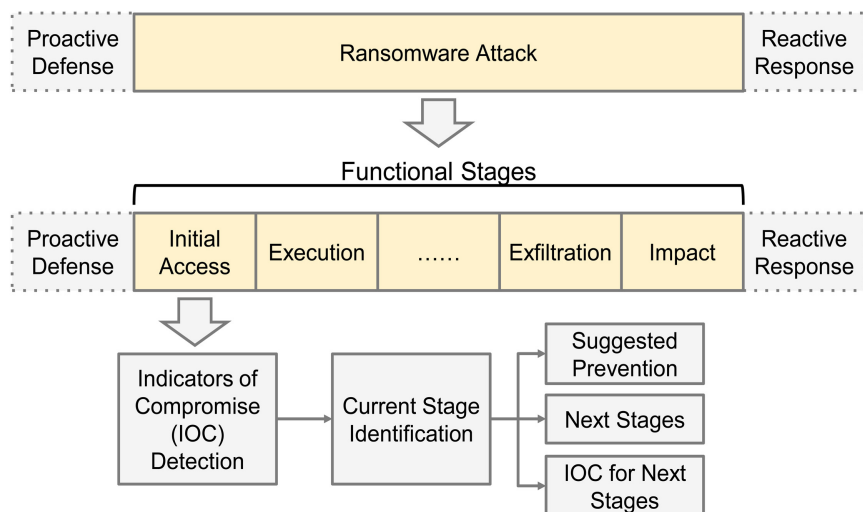 Proactive
Defense
Ransomware Attack
Reactive
Response
Functional Stages
Proactive
Defense
Initial
Access
Execution
......
Exfiltration
Impact
Reactive
Response
Indicators of
Compromise
(IOC)
Detection
Current Stage
Identification
Suggested
Prevention
Next Stages
IOC for Next
Stages